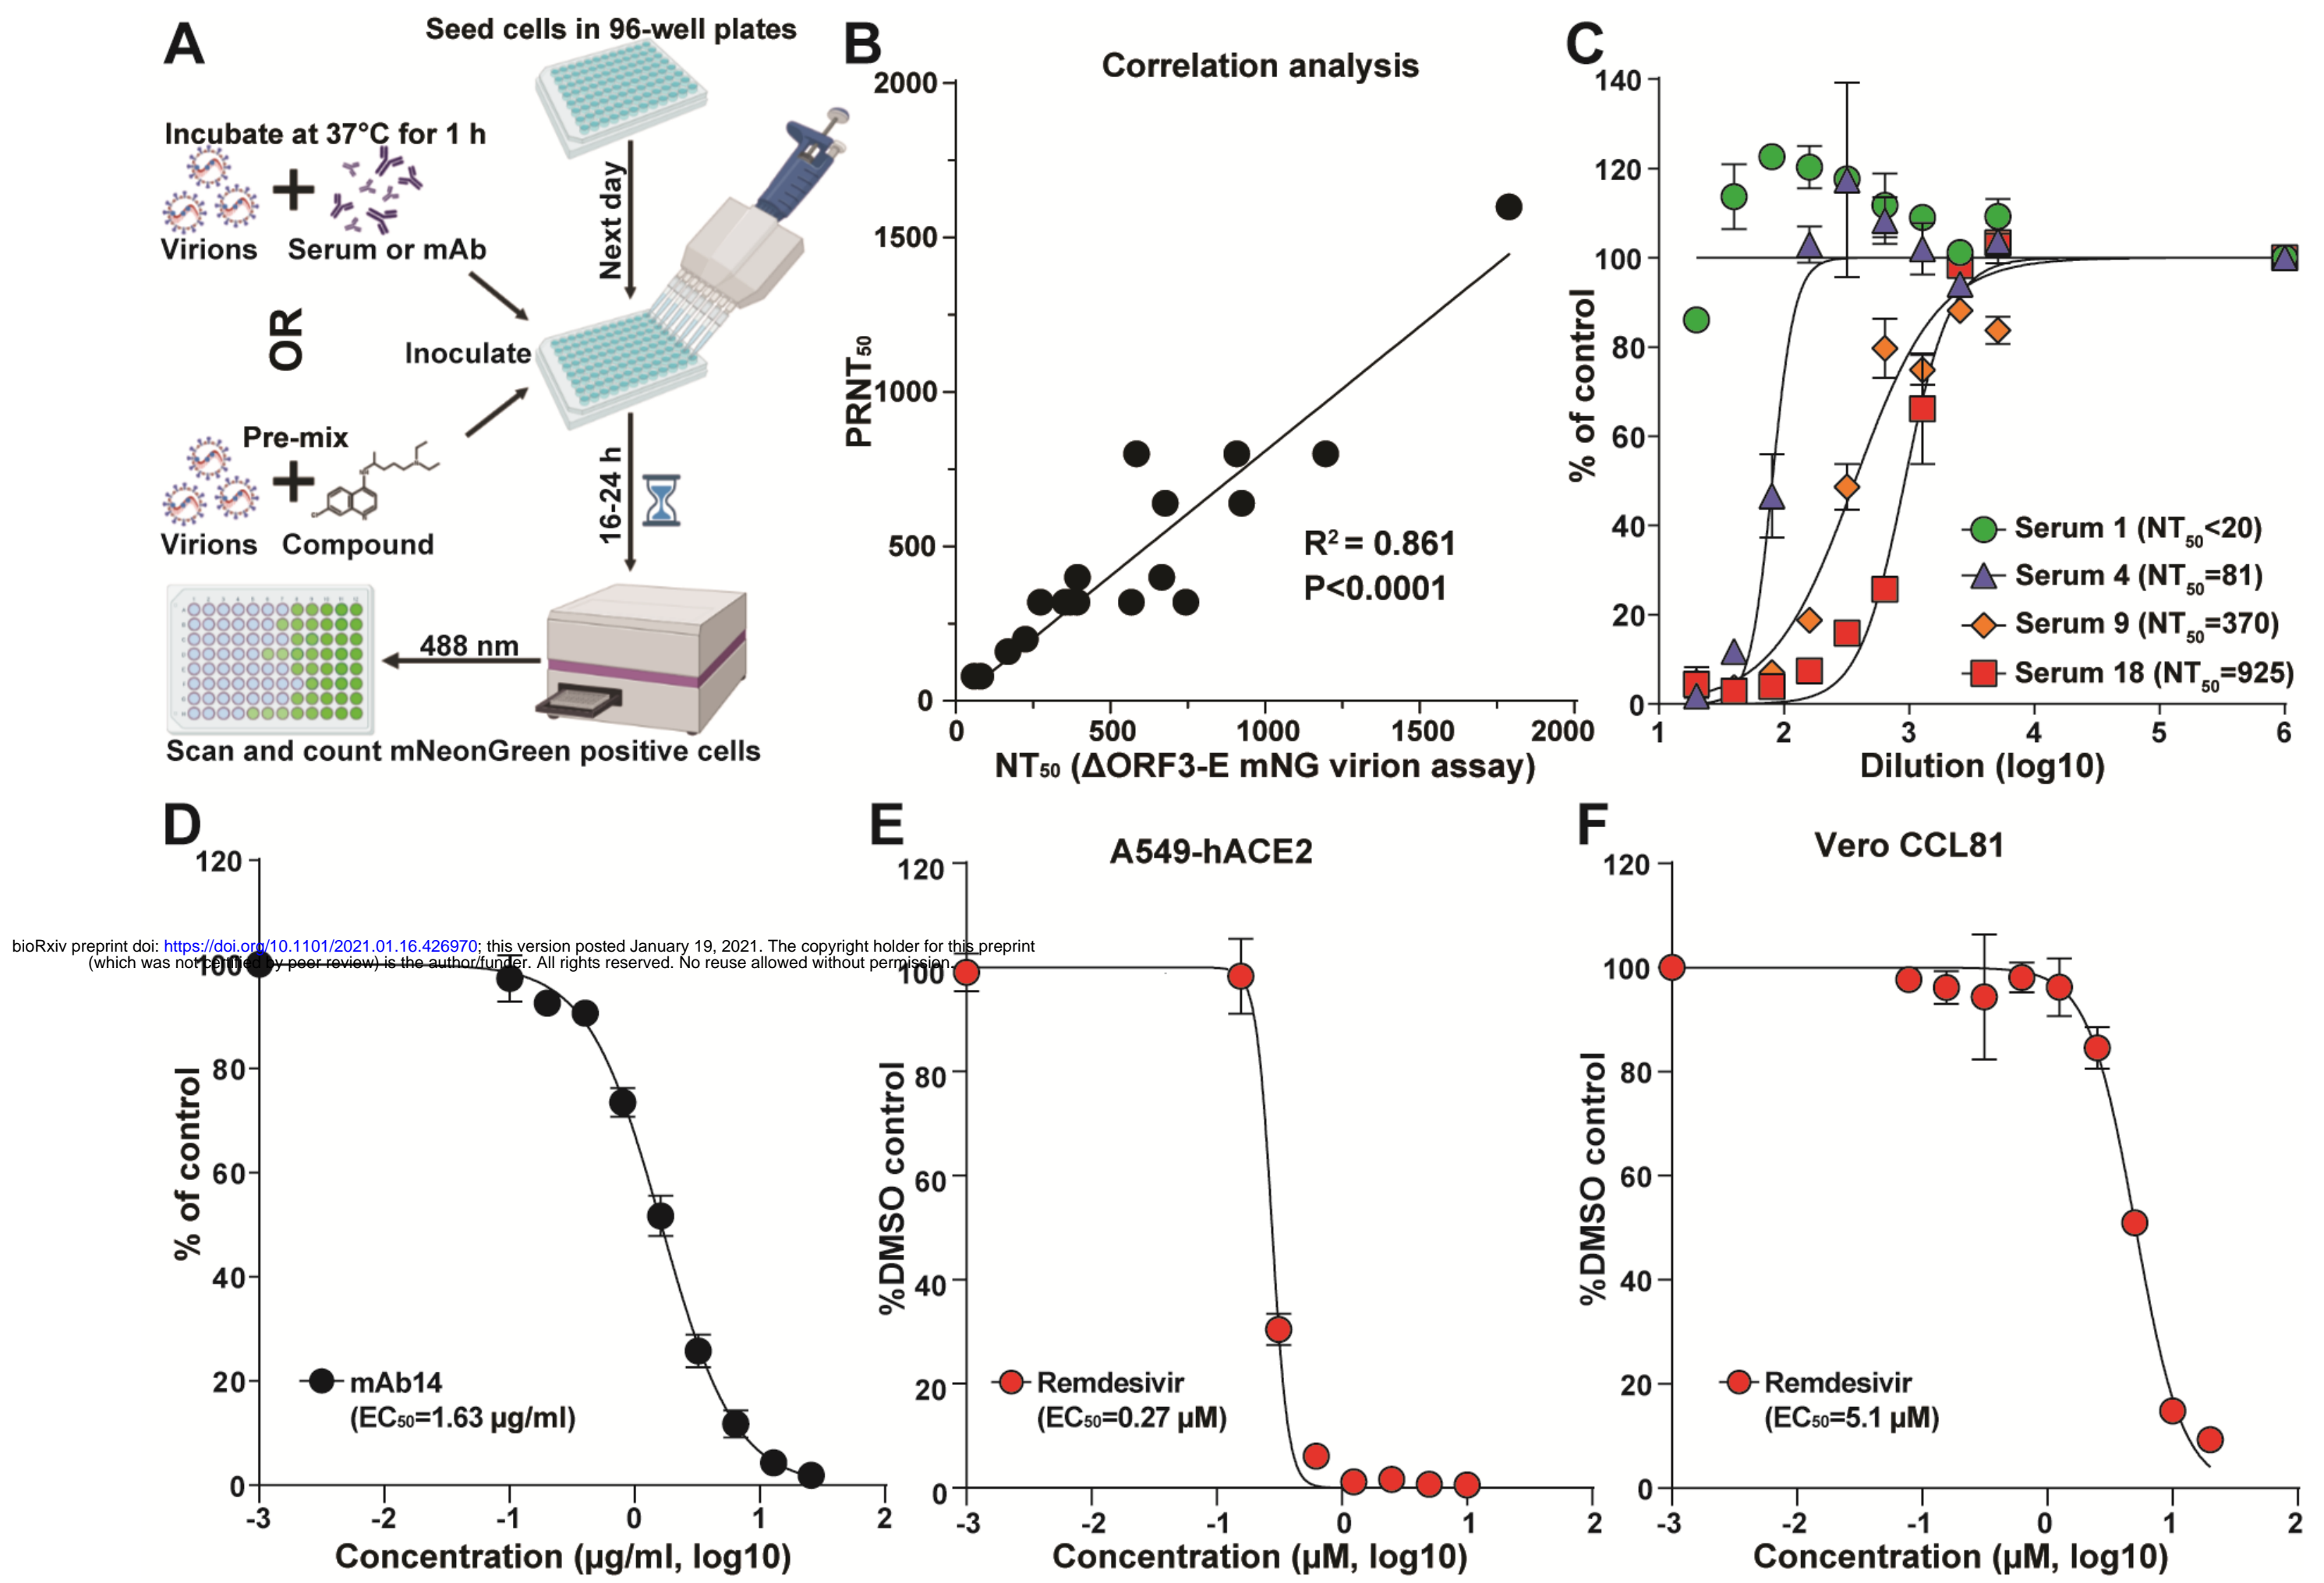 A
Seed cells in 96-well plates
Incubate at 37°C for 1 h
Virions
Serum or mAb
Next day
OR
Inoculate
Pre-mix
Virions
Compound
16-24 h
488 nm
Scan and count mNeonGreen positive cells
B
Correlation analysis
2000
1500
1000
500
0
PRNT50
R2 = 0.861
P<0.0001
0 500 1000 1500 2000
NT50 (ΔORF3-E mNG virion assay)
C
140
120
100
80
60
40
20
0
% of control
Serum 1 (NT50<20)
Serum 4 (NT50=81)
Serum 9 (NT50=370)
Serum 18 (NT50=925)
1 2 3 4 5 6
Dilution (log10)
bioRxiv preprint doi: https://doi.org/10.1101/2021.01.16.426970; this version posted January 19, 2021. The copyright holder for this preprint
(which was not certified by peer review) is the author/funder. All rights reserved. No reuse allowed without permission.
D
120
100
80
60
40
20
0
% of control
mAb14
(EC50=1.63 µg/ml)
-3 -2 -1 0 1 2
Concentration (µg/ml, log10)
E
A549-hACE2
120
100
80
60
40
20
0
%DMSO control
Remdesivir
(EC50=0.27 µM)
-3 -2 -1 0 1 2
Concentration (µM, log10)
F
Vero CCL81
120
100
80
60
40
20
0
%DMSO control
Remdesivir
(EC50=5.1 µM)
-3 -2 -1 0 1 2
Concentration (µM, log10)